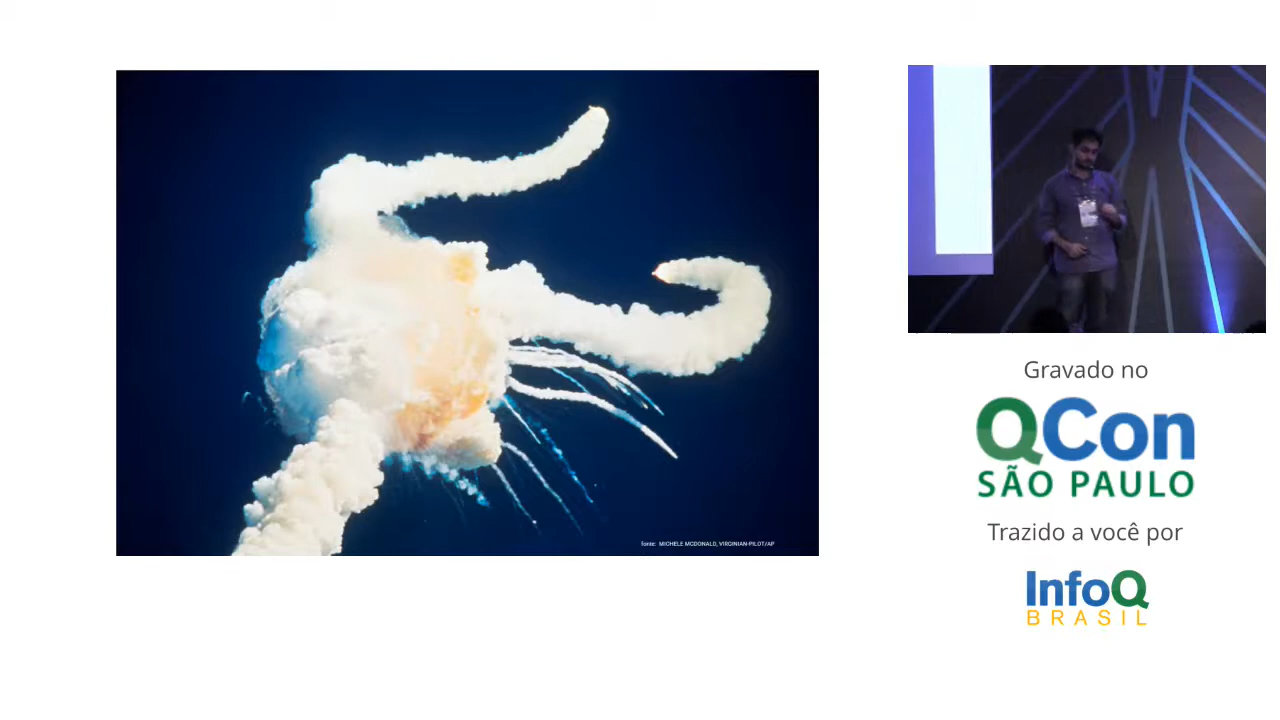 fonte: MICHELE MCDONALD, VIRGINIAN-PILOT/AP
Gravado no
QCon
SÃO PAULO
Trazido a você por
InfoQ
BRASIL